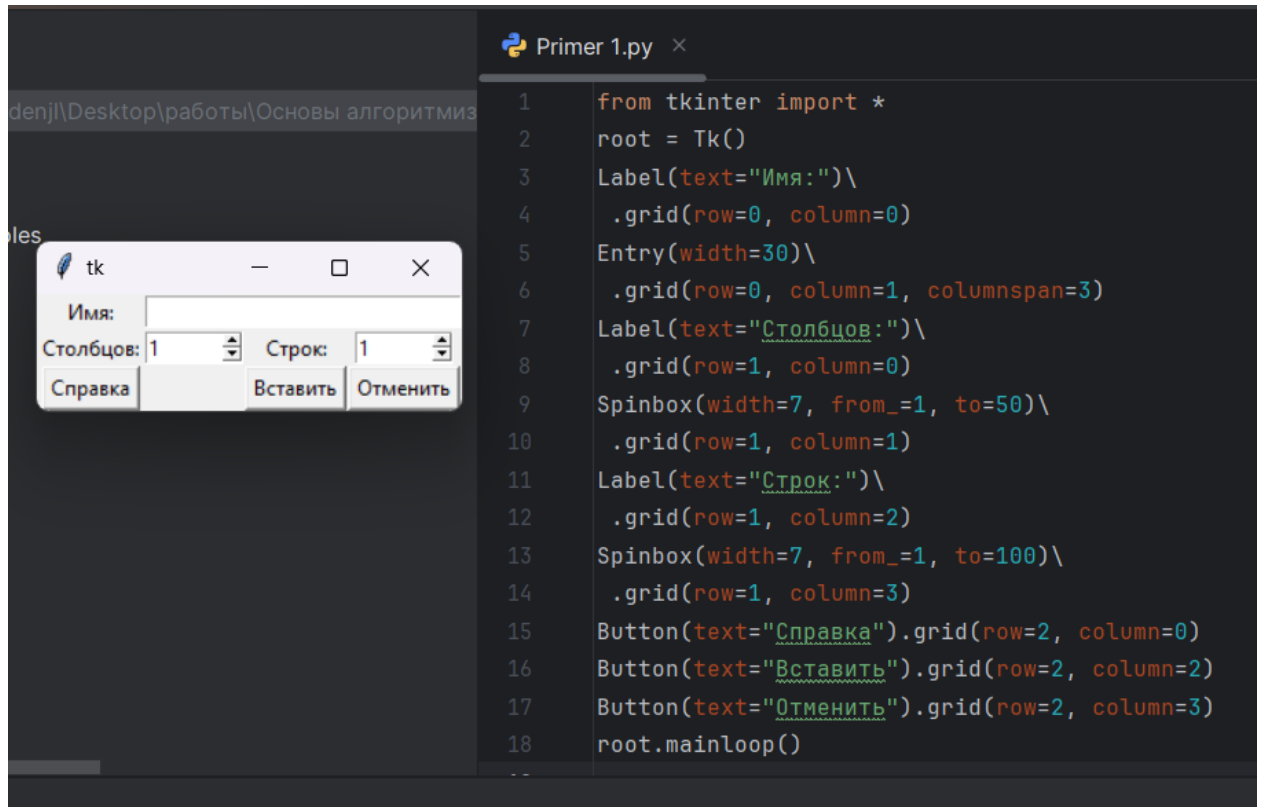 denjl\Desktop\работы\Основы алгоритмиз
les
tk
Имя:
Столбцов: 1 Строк: 1
Справка Вставить Отменить
Primer 1.py
1 from tkinter import *
2 root = Tk()
3 Label(text="Имя:")\
4 .grid(row=0, column=0)
5 Entry(width=30)\
6 .grid(row=0, column=1, columnspan=3)
7 Label(text="Столбцов:")\
8 .grid(row=1, column=0)
9 Spinbox(width=7, from_=1, to=50)\
10 .grid(row=1, column=1)
11 Label(text="Строк:")\
12 .grid(row=1, column=2)
13 Spinbox(width=7, from_=1, to=100)\
14 .grid(row=1, column=3)
15 Button(text="Справка").grid(row=2, column=0)
16 Button(text="Вставить").grid(row=2, column=2)
17 Button(text="Отменить").grid(row=2, column=3)
18 root.mainloop()